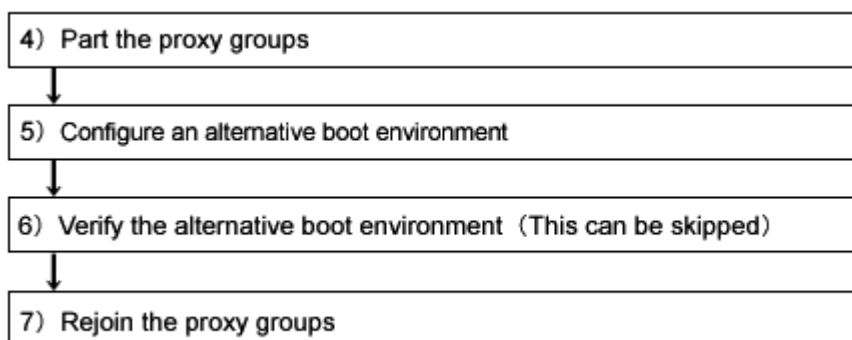 4）Part the proxy groups
5）Configure an alternative boot environment
6）Verify the alternative boot environment（This can be skipped）
7）Rejoin the proxy groups